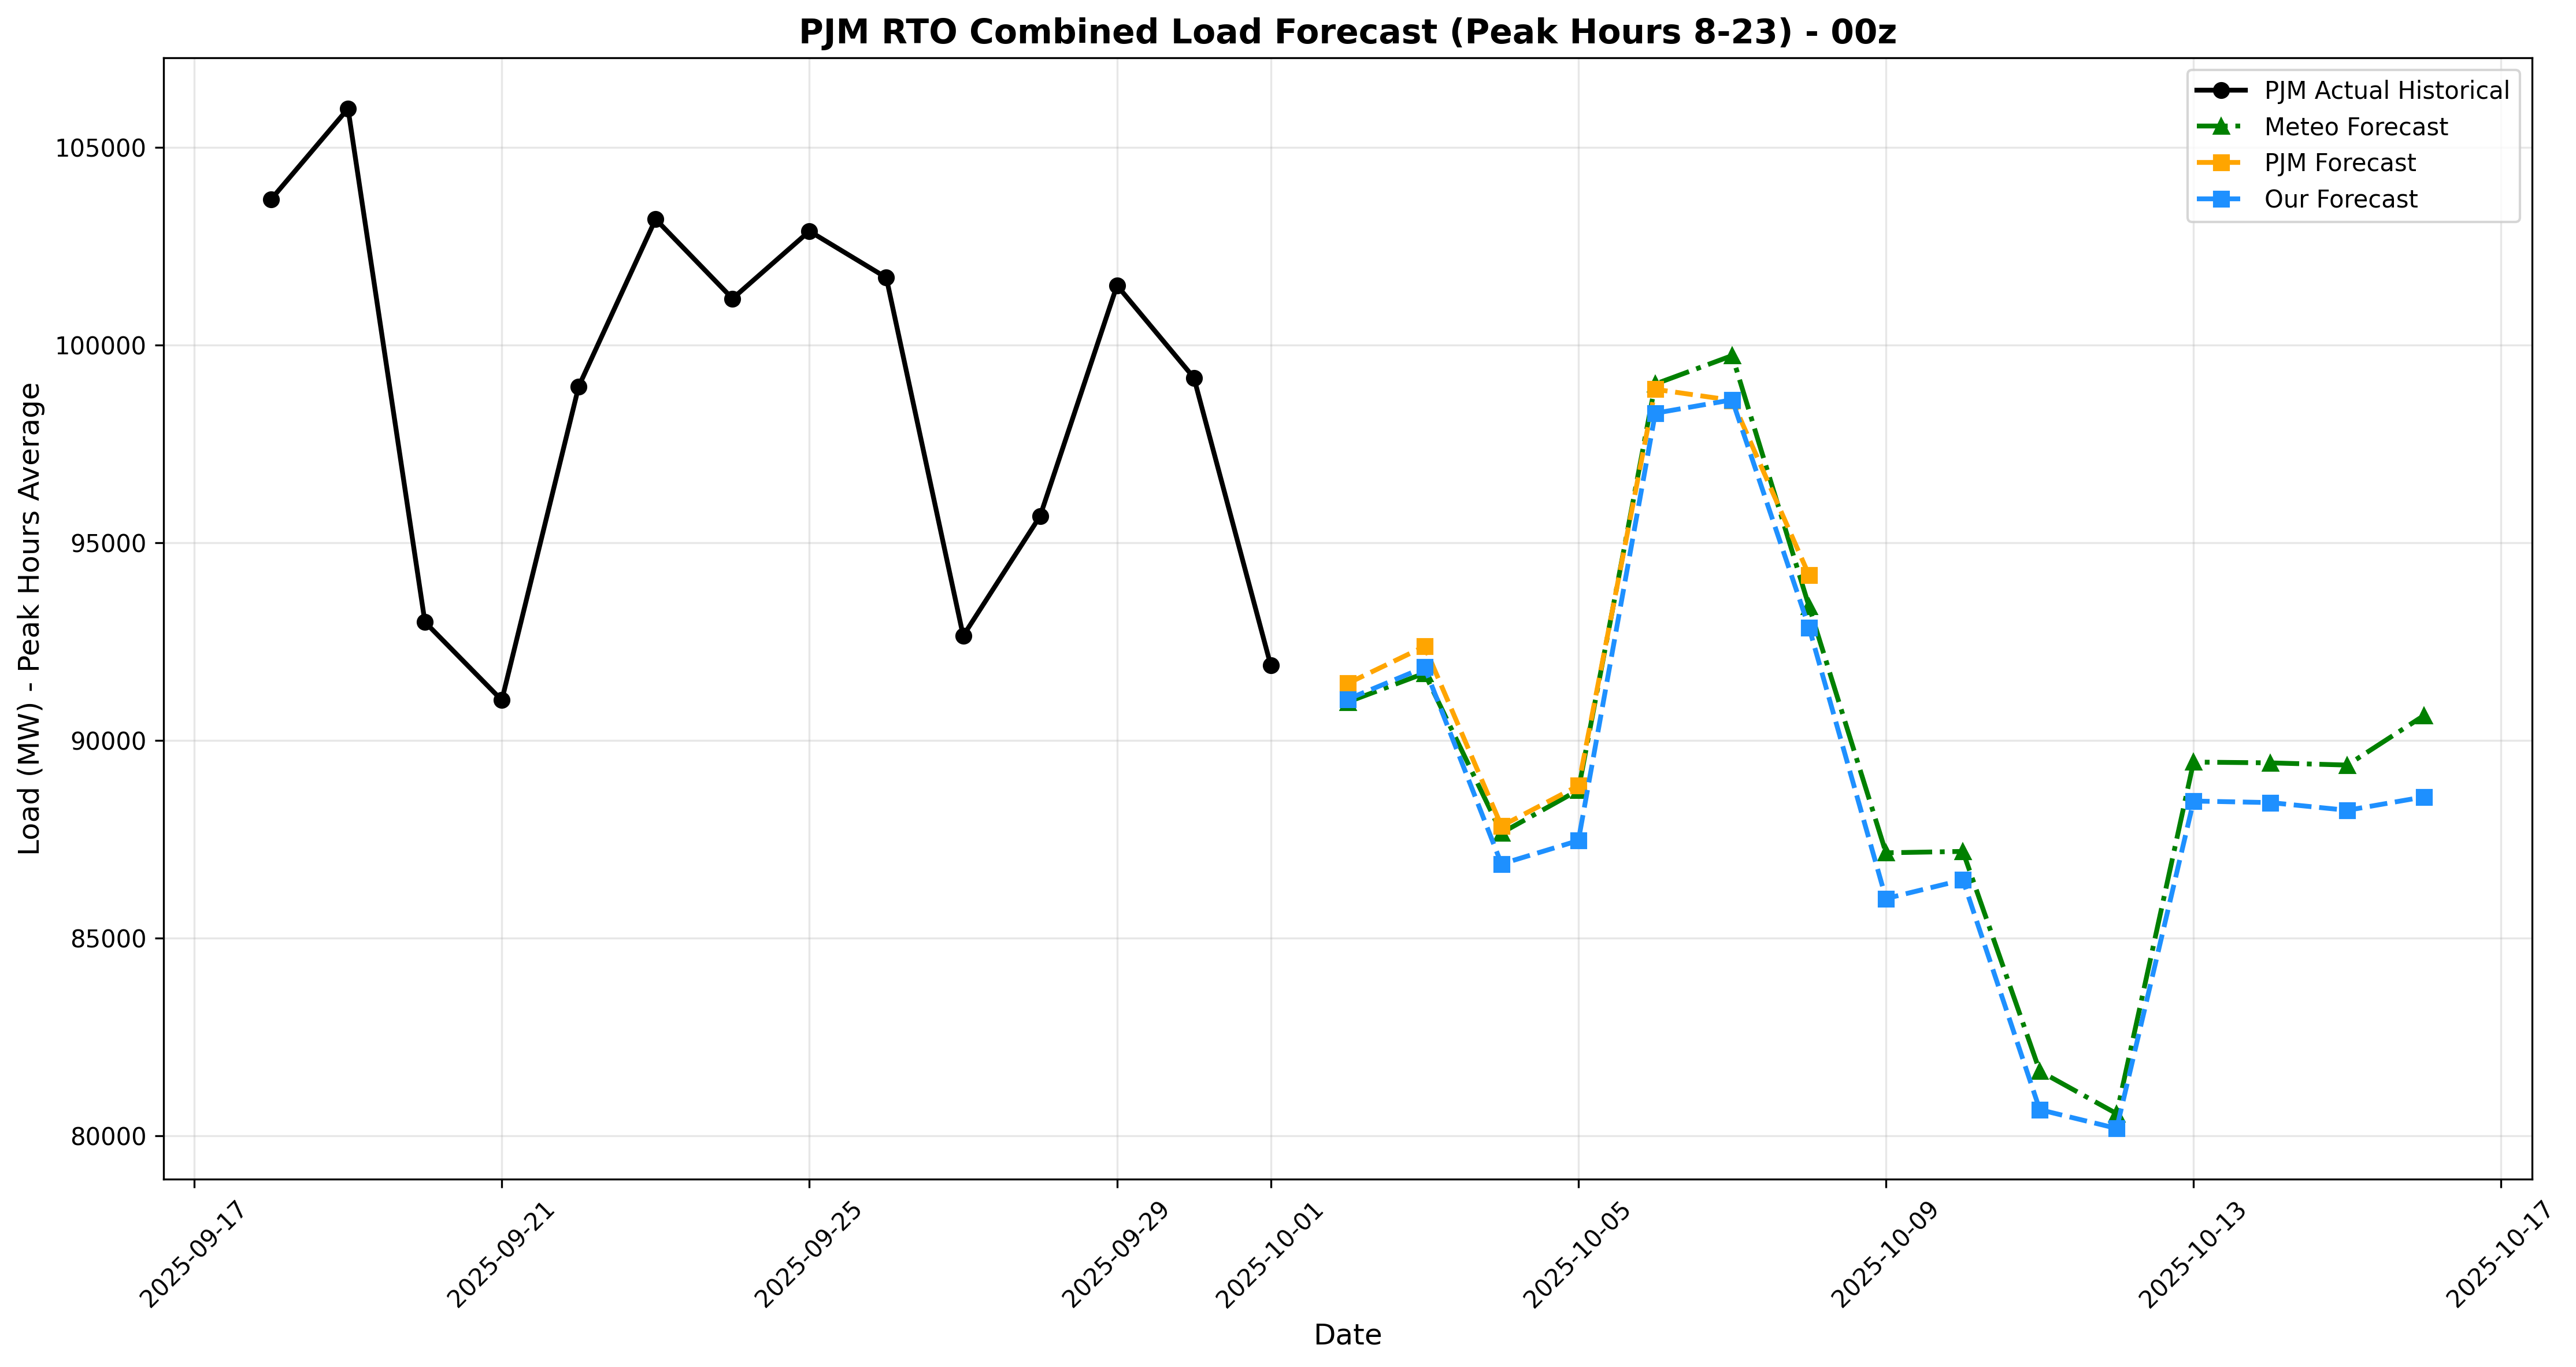 PJM RTO Combined Load Forecast (Peak Hours 8-23) - 00z
PJM Actual Historical
Meteo Forecast
PJM Forecast
Our Forecast
Load (MW) - Peak Hours Average
105000
100000
95000
90000
85000
80000
2025-09-17
2025-09-21
2025-09-25
2025-09-29
2025-10-01
2025-10-05
2025-10-09
2025-10-13
2025-10-17
Date